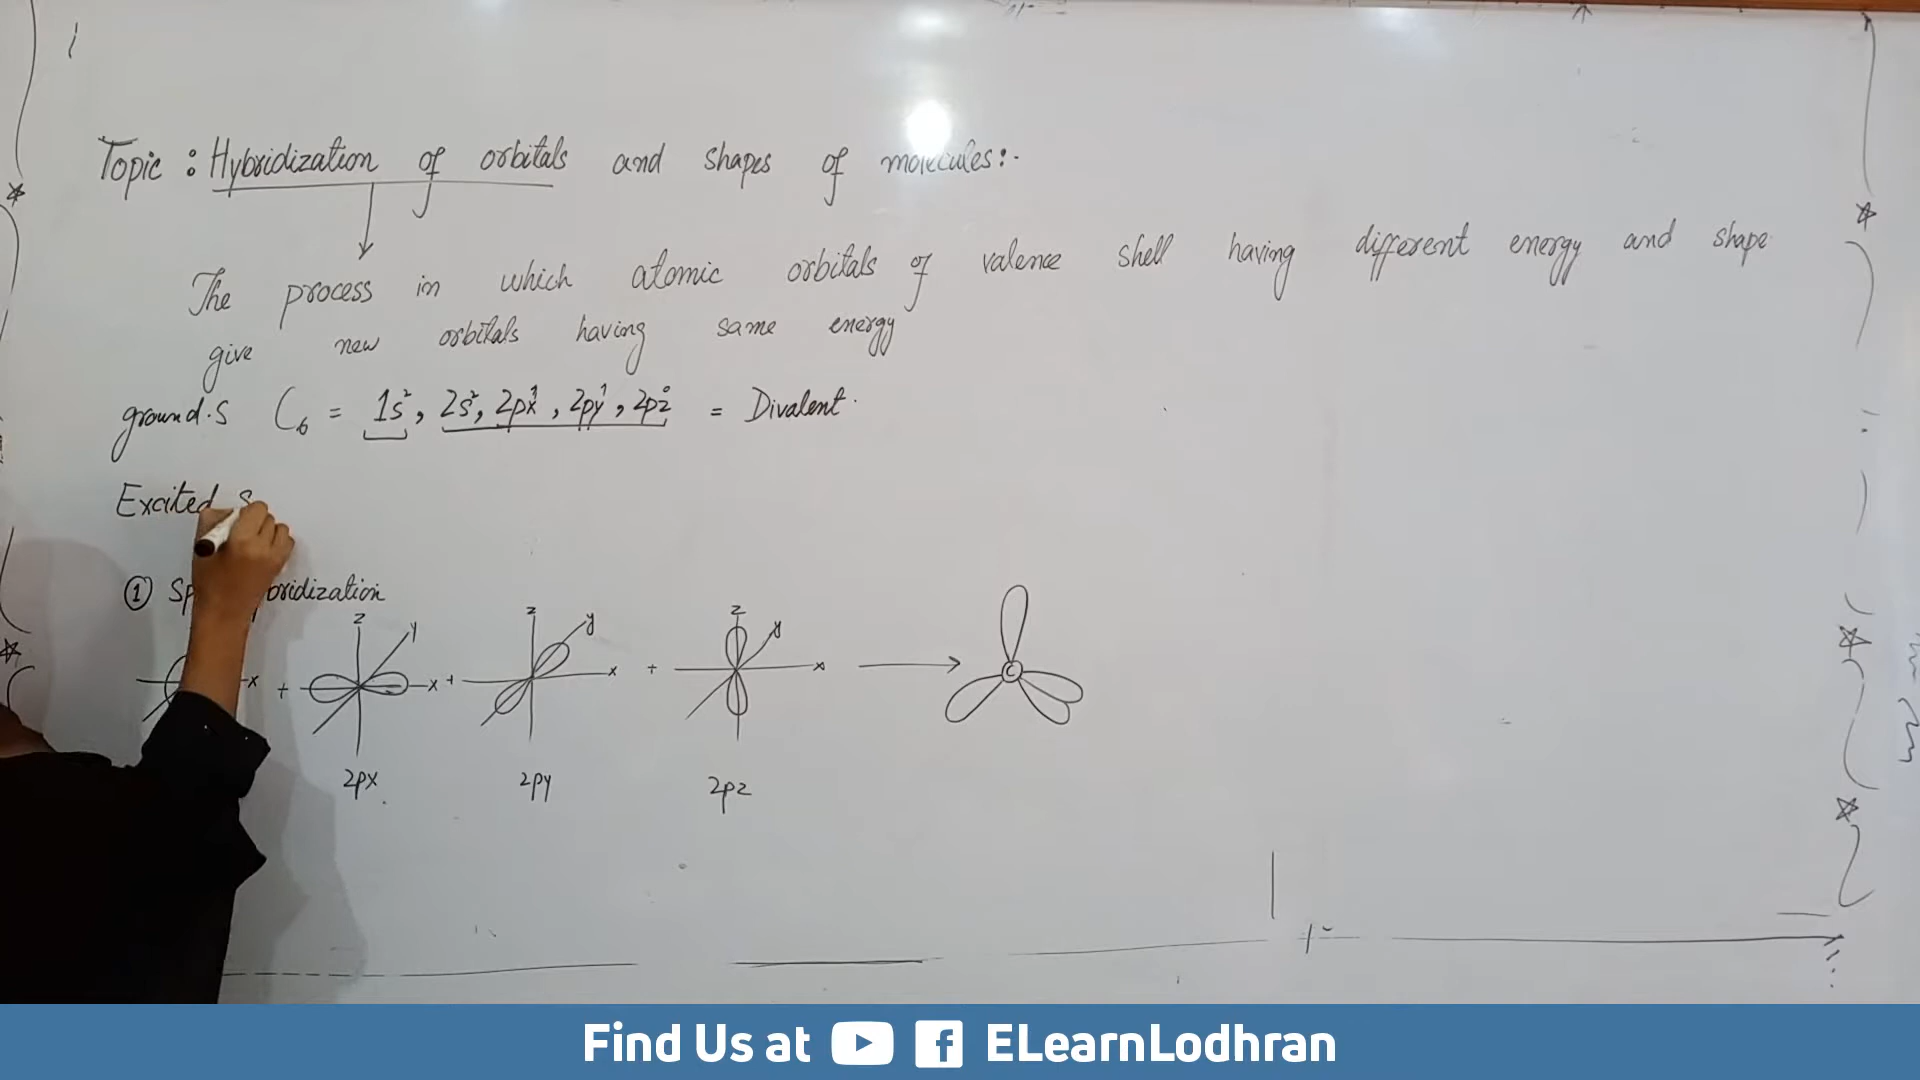 Topic : Hybridization of orbitals and shapes of molecules:-
The process in which atomic orbitals of valence shell having different energy and shape
give new orbitals having same energy
ground.s C₆ = 1s², 2s², 2px¹, 2py¹, 2pz⁰ = Divalent.
Excited s
①
z z z
y y y
x + x + x + x
C
2px 2py 2pz
Find Us at ELearnLodhran